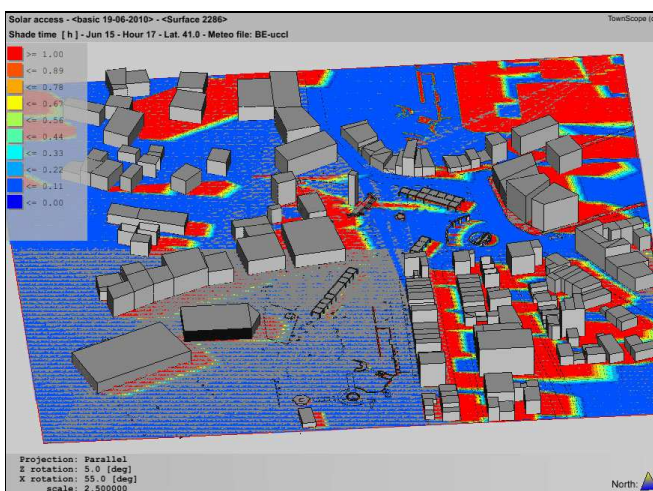 Solar access - <basic 19-06-2010> - <Surface 2286>
TownScope (c
Shade time [ h ] - Jun 15 - Hour 17 - Lat. 41.0 - Meteo file: BE-uccl
>= 1.00
<= 0.89
<= 0.78
<= 0.67
<= 0.56
<= 0.44
<= 0.33
<= 0.22
<= 0.11
<= 0.00
Projection: Parallel
Z rotation: 5.0 [deg]
X rotation: 55.0 [deg]
scale: 2.500000
North: